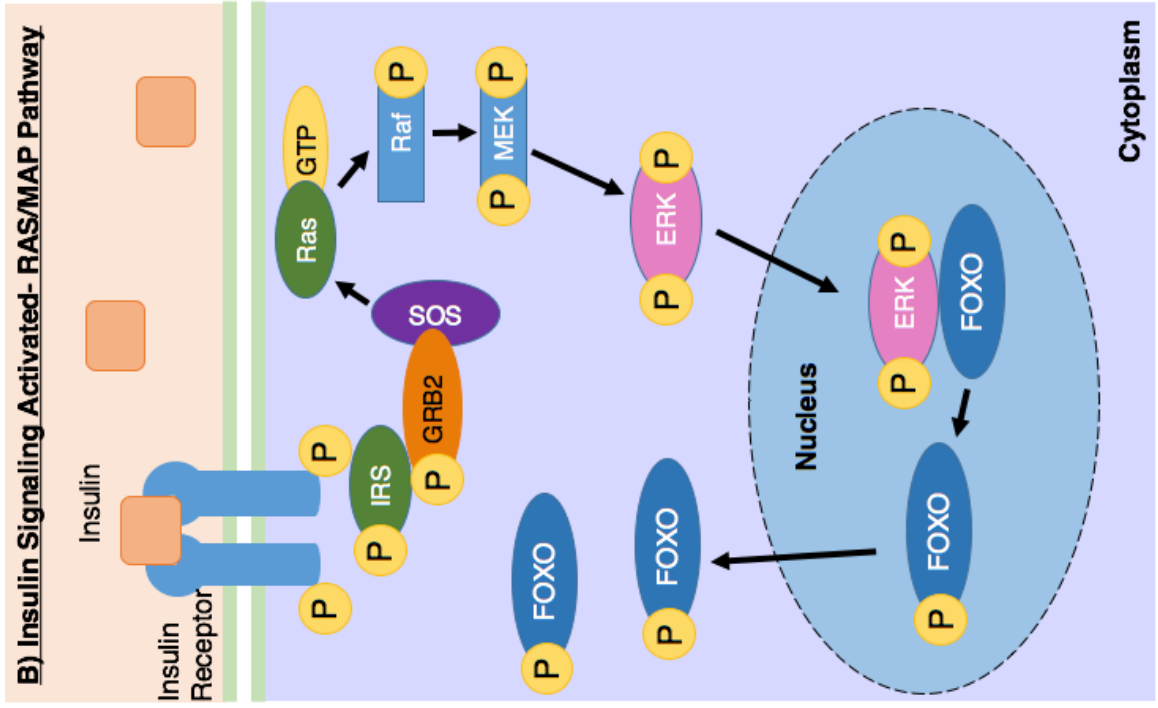 B) Insulin Signaling Activated- RAS/MAP Pathway
Insulin
Insulin
Receptor
P
P
P
IRS
P
GRB2
SOS
Ras
GTP
Raf
P
P
MEK
P
P
ERK
P
P
FOXO
P
FOXO
Nucleus
P
ERK
P
FOXO
P
FOXO
Cytoplasm